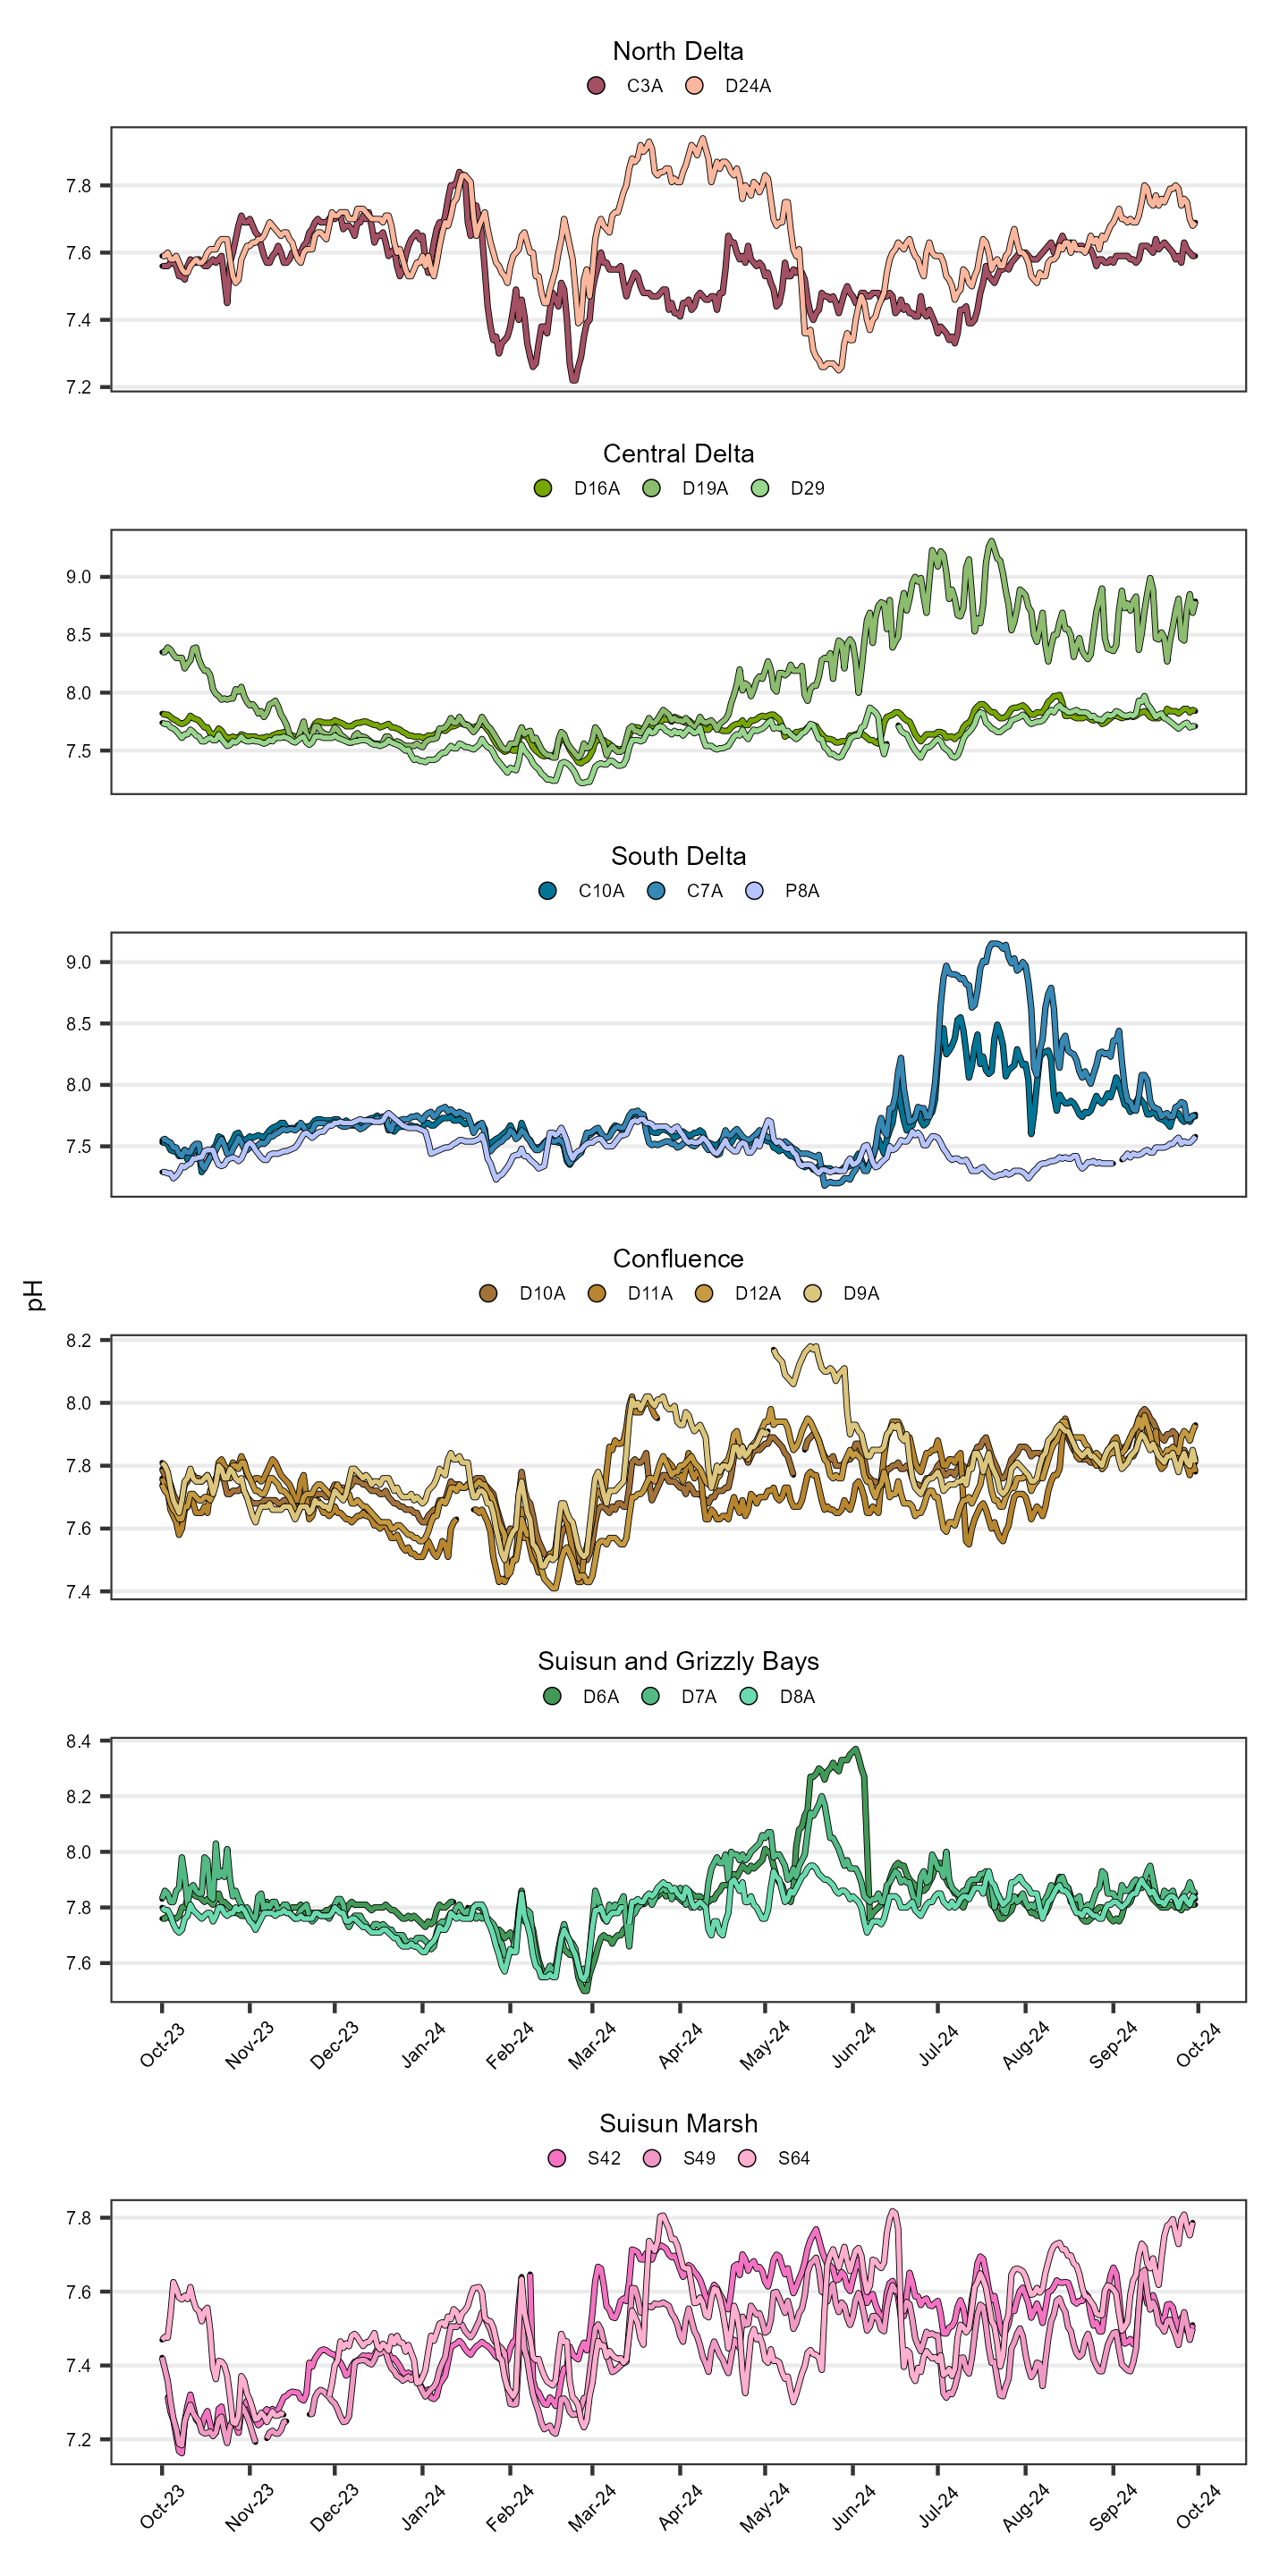 North Delta
C3A D24A
7.8
7.6
7.4
7.2
Central Delta
D16A D19A D29
9.0
8.5
8.0
7.5
South Delta
C10A C7A P8A
9.0
8.5
8.0
7.5
pH
Confluence
D10A D11A D12A D9A
8.2
8.0
7.8
7.6
7.4
Suisun and Grizzly Bays
D6A D7A D8A
8.4
8.2
8.0
7.8
7.6
Oct-23 Nov-23 Dec-23 Jan-24 Feb-24 Mar-24 Apr-24 May-24 Jun-24 Jul-24 Aug-24 Sep-24 Oct-24
Suisun Marsh
S42 S49 S64
7.8
7.6
7.4
7.2
Oct-23 Nov-23 Dec-23 Jan-24 Feb-24 Mar-24 Apr-24 May-24 Jun-24 Jul-24 Aug-24 Sep-24 Oct-24